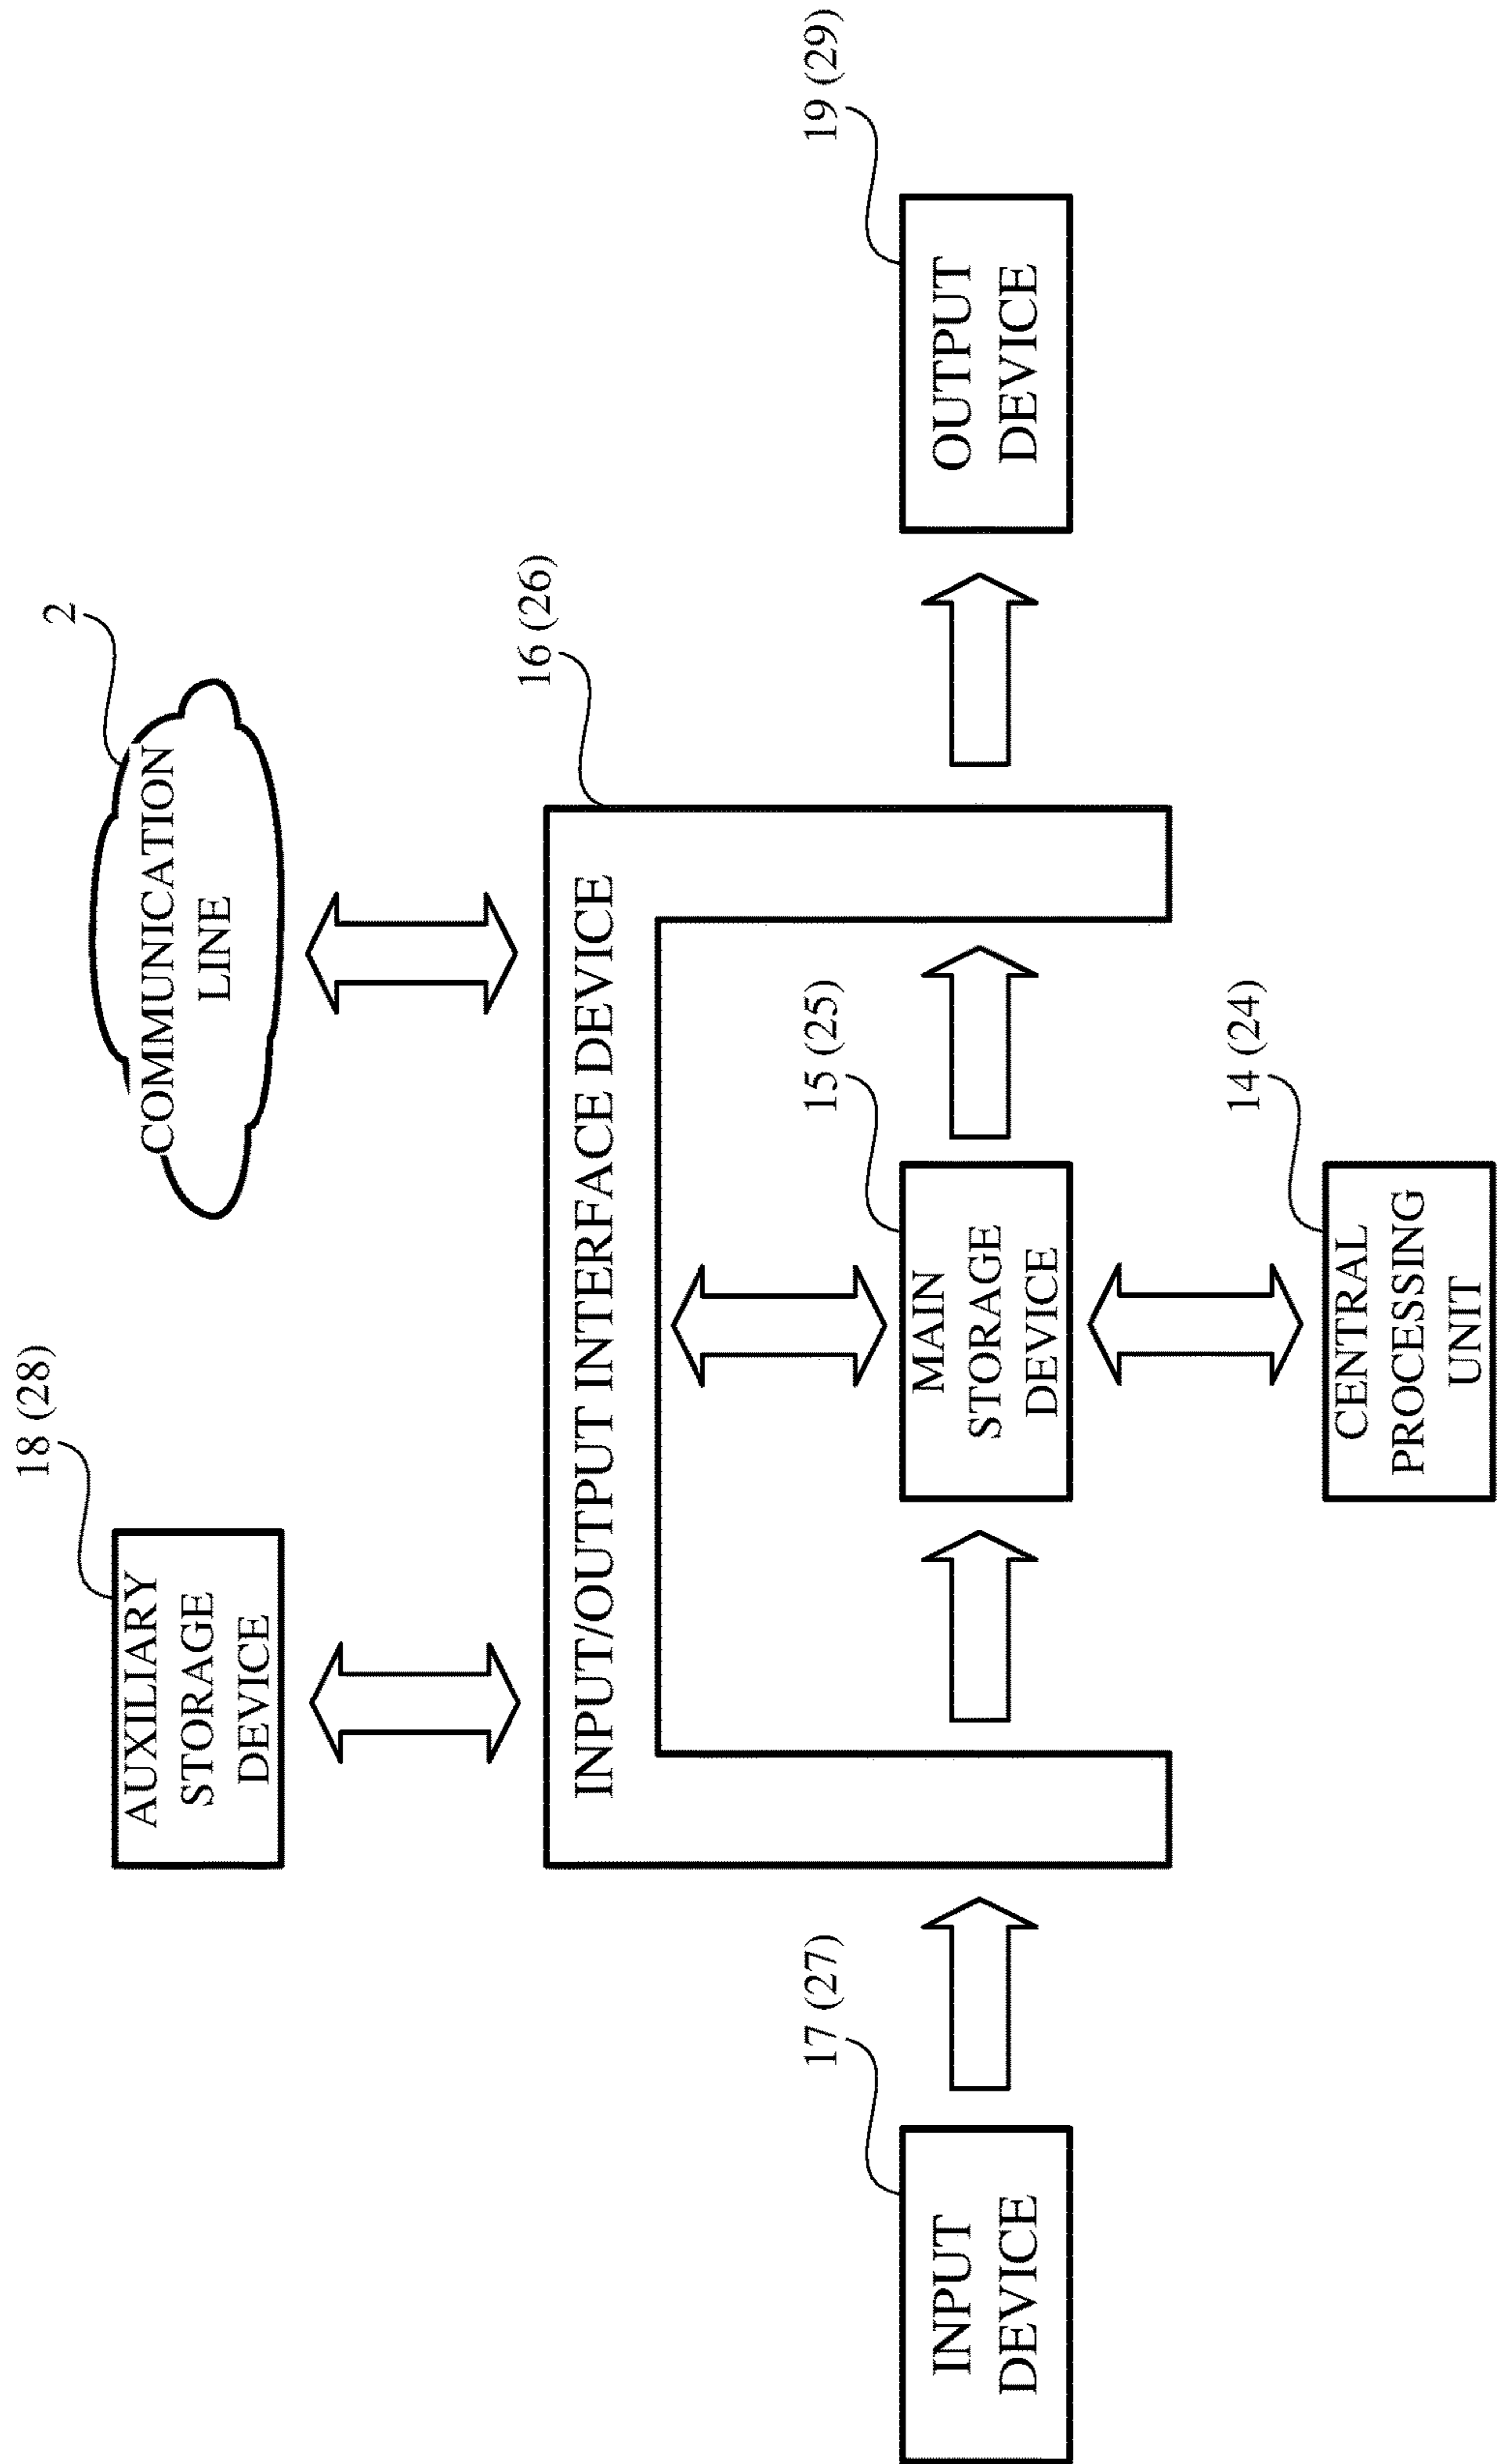 18 (28)
AUXILIARY
STORAGE
DEVICE
2
COMMUNICATION
LINE
16 (26)
INPUT/OUTPUT INTERFACE DEVICE
17 (27)
INPUT
DEVICE
15 (25)
MAIN
STORAGE
DEVICE
19 (29)
OUTPUT
DEVICE
14 (24)
CENTRAL
PROCESSING
UNIT